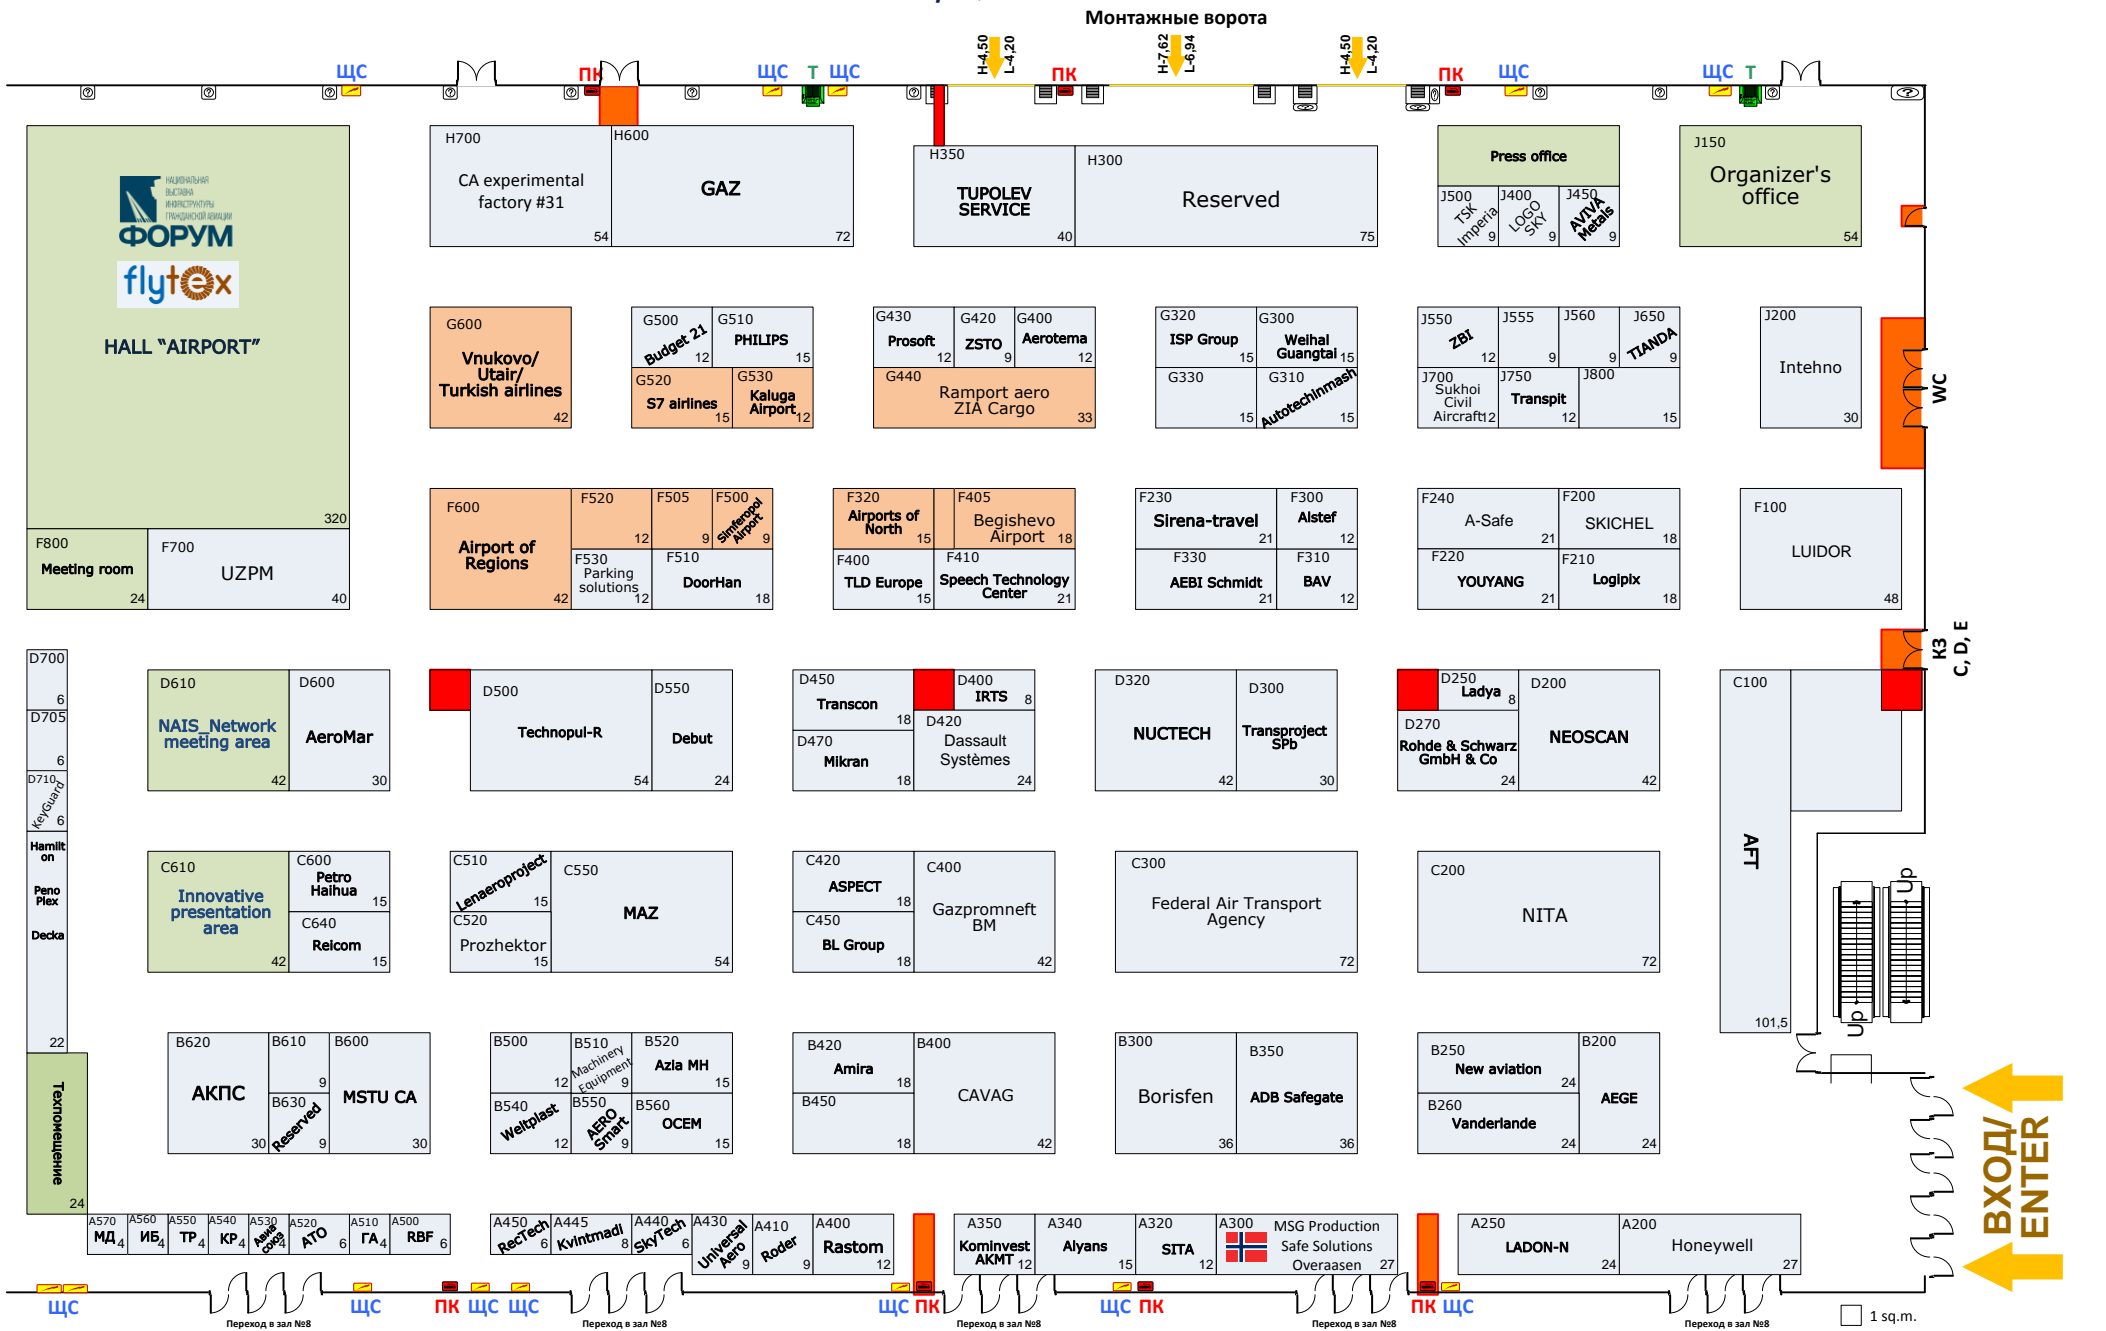 Монтажные ворота
H-4,50
L-4,20
H-7,62
L-6,94
H-4,50
L-4,20
ЩС
ПК
ЩС
Т
ЩС
ПК
ПК
ЩС
ЩС
Т
НАЦИОНАЛЬНАЯ
ВЫСТАВКА
ИНФРАСТРУКТУРЫ
ГРАЖДАНСКОЙ АВИАЦИИ
ФОРУМ
flytex
HALL “AIRPORT”
320
H700
CA experimental
factory #31
54
H600
GAZ
72
H350
TUPOLEV
SERVICE
40
H300
Reserved
75
Press office
J500
TSK
Imperia
9
J400
LOGO
SKY
9
J450
AVIVA
Metals
9
J150
Organizer's
office
54
G600
Vnukovo/
Utair/
Turkish airlines
42
G500
Budget 21
12
G510
PHILIPS
15
G520
S7 airlines
15
G530
Kaluga
Airport
12
G430
Prosoft
12
G420
ZSTO
9
G400
Aerotema
12
G440
Ramport aero
ZIA Cargo
33
G320
ISP Group
15
G300
Weihai
Guangtai
15
G330
15
G310
Autotechinmash
15
J550
ZBI
12
J555
9
J560
9
J650
TIANDA
9
J700
Sukhoi
Civil
Aircraft
12
J750
Transpit
12
J800
15
J200
Intehno
30
WC
F800
Meeting room
24
F700
UZPM
40
F600
Airport of
Regions
42
F520
12
F505
9
F500
Simferopol
Airport
9
F530
Parking
solutions
12
F510
DoorHan
18
F320
Airports of
North
15
F405
Begishevo
Airport
18
F400
TLD Europe
15
F410
Speech Technology
Center
21
F230
Sirena-travel
21
F300
Alstef
12
F330
AEBI Schmidt
21
F310
BAV
12
F240
A-Safe
21
F200
SKICHEL
18
F220
YOUYANG
21
F210
Logipix
18
F100
LUIDOR
48
КЗ
C, D, E
D700
6
D705
6
D710
KeyGuard
6
Hamilt
on
Peno
Plex
Decka
22
D610
NAIS_Network
meeting area
42
D600
AeroMar
30
D500
Technopul-R
54
D550
Debut
24
D450
Transcon
18
D470
Mikran
18
D400
IRTS
8
D420
Dassault
Systèmes
24
D320
NUCTECH
42
D300
Transproject
SPb
30
D250
Ladya
8
D270
Rohde & Schwarz
GmbH & Co
24
D200
NEOSCAN
42
C100
AFT
101,5
C610
Innovative
presentation
area
42
C600
Petro
Haihua
15
C640
Reicom
15
C510
Lenaeroproject
15
C520
Prozhektor
15
C550
MAZ
54
C420
ASPECT
18
C450
BL Group
18
C400
Gazpromneft
BM
42
C300
Federal Air Transport
Agency
72
C200
NITA
72
Up
Up
Техпомещение
24
B620
АКПС
30
B610
9
B630
Reserved
9
B600
MSTU CA
30
B500
12
B510
Machinery
Equipment
9
B520
Azia MH
15
B540
Weltplast
12
B550
AERO
Smart
9
B560
OCEM
15
B420
Amira
18
B450
18
B400
CAVAG
42
B300
Borisfen
36
B350
ADB Safegate
36
B250
New aviation
24
B260
Vanderlande
24
B200
AEGE
24
ВХОД/
ENTER
A570
МД
4
A560
ИБ
4
A550
ТР
4
A540
КР
4
A530
Авиа
союз
4
A520
АТО
6
A510
ГА
4
A500
RBF
6
A450
RecTech
6
A445
Kvintmadi
8
A440
SkyTech
6
A430
Universal
Aero
9
A410
Roder
9
A400
Rastom
12
A350
Kominvest
AKMT
12
A340
Alyans
15
A320
SITA
12
A300
MSG Production
Safe Solutions
Overaasen
27
A250
LADON-N
24
A200
Honeywell
27
ЩС
ЩС
ПК
ЩС
ЩС
ЩС
ПК
ЩС
ПК
ПК
ЩС
Переход в зал №8
Переход в зал №8
Переход в зал №8
Переход в зал №8
Переход в зал №8
1 sq.m.